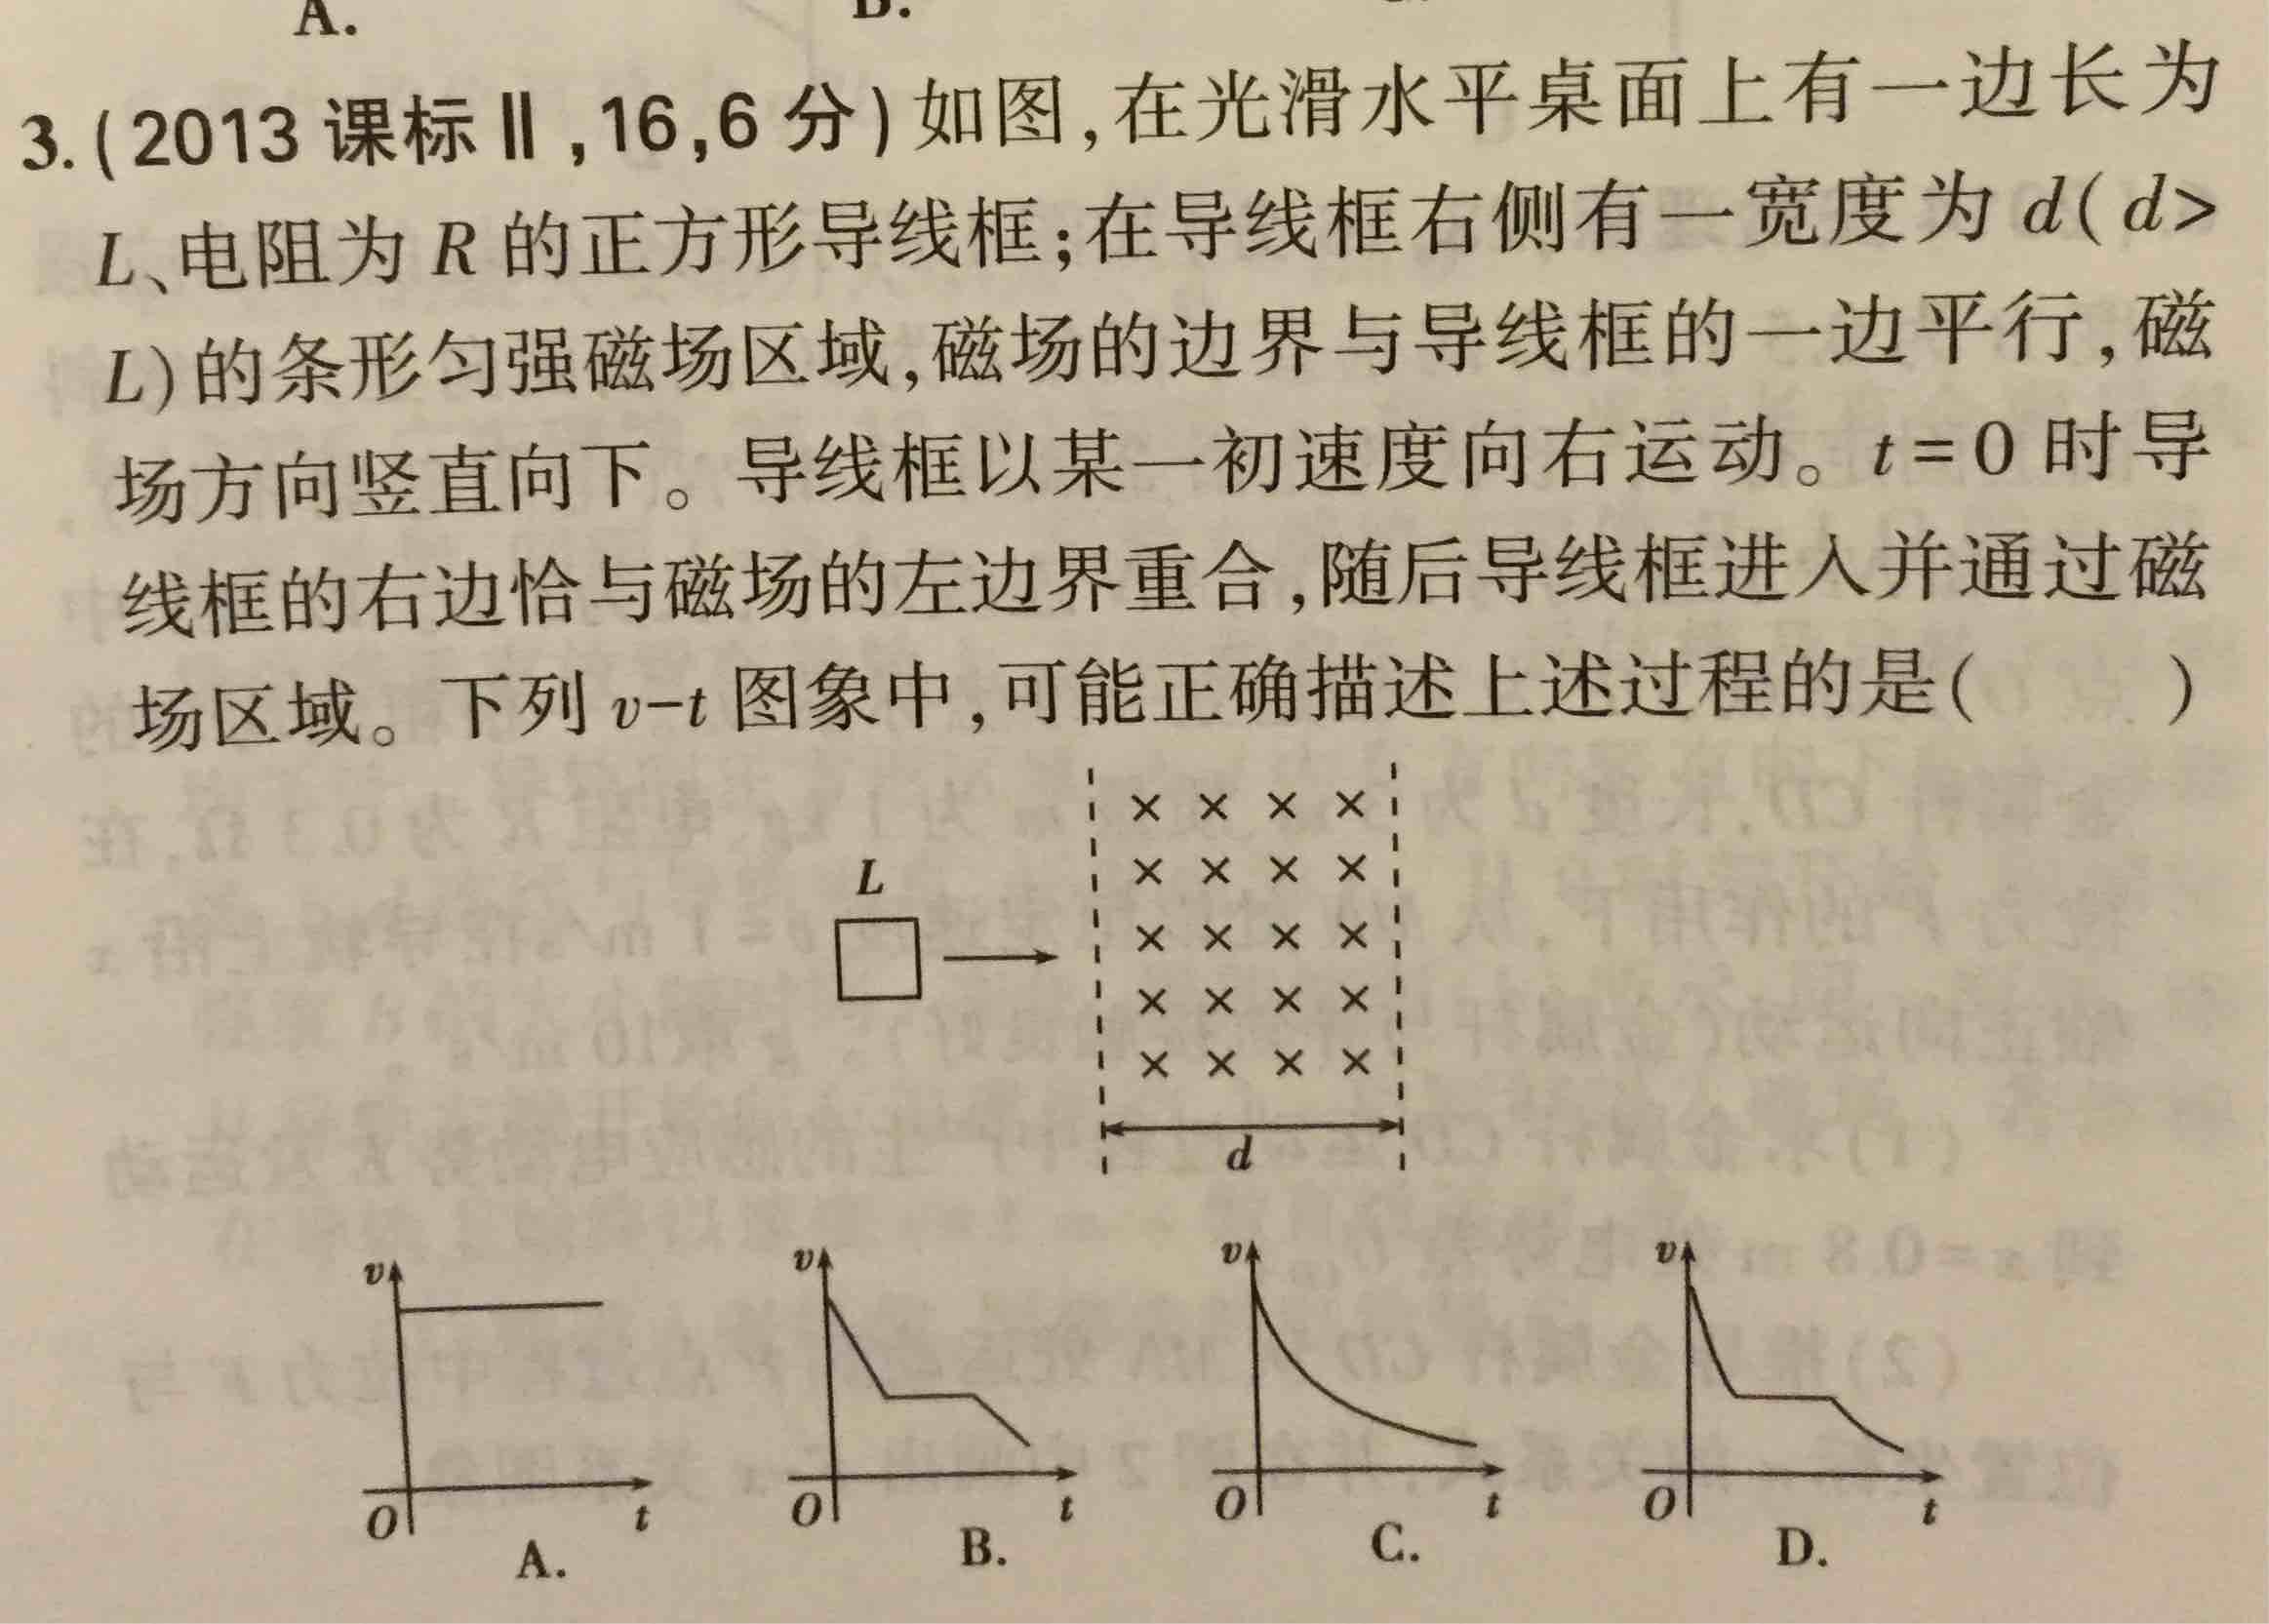 A.
3.(2013 课标Ⅱ,16,6 分)如图,在光滑水平桌面上有一边长为
L、电阻为 R 的正方形导线框;在导线框右侧有一宽度为 d(d>
L)的条形匀强磁场区域,磁场的边界与导线框的一边平行,磁
场方向竖直向下。导线框以某一初速度向右运动。t=0 时导
线框的右边恰与磁场的左边界重合,随后导线框进入并通过磁
场区域。下列 v-t 图象中,可能正确描述上述过程的是(    )
L
d
v
O
t
A.
v
O
t
B.
v
O
t
C.
v
O
t
D.